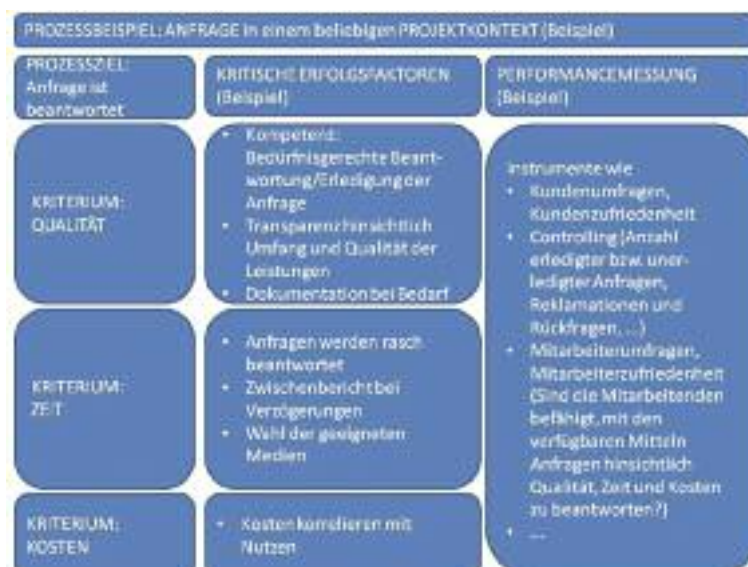 PROZESSBEISPIEL: ANFRAGE in einem beliebigen PROJEKTKONTEXT (Beispiel)
PROZESSZIEL:
Anfrage ist
beantwortet
KRITISCHE ERFOLGSFAKTOREN
(Beispiel)
PERFORMANCEMESSUNG
(Beispiel)
KRITERIUM:
QUALITÄT
• Kompetenz:
Bedürfnisgerechte Beant-
wortung/Erledigung der
Anfrage
• Transparenz hinsichtlich
Umfang und Qualität der
Leistungen
• Dokumentation bei Bedarf
KRITERIUM:
ZEIT
• Anfragen werden rasch
beantwortet
• Zwischenbericht bei
Verzögerungen
• Wahl der geeigneten
Medien
KRITERIUM:
KOSTEN
• Kosten korrelieren mit
Nutzen
Instrumente wie
• Kundenumfragen,
Kundenzufriedenheit
• Controlling (Anzahl
erledigter bzw. uner-
ledigter Anfragen,
Reklamationen und
Rückfragen, ...)
• Mitarbeiterumfragen,
Mitarbeiterzufriedenheit
(Sind die Mitarbeitenden
befähigt, mit den
verfügbaren Mitteln
Anfragen hinsichtlich
Qualität, Zeit und Kosten
zu beantworten?)
• ...